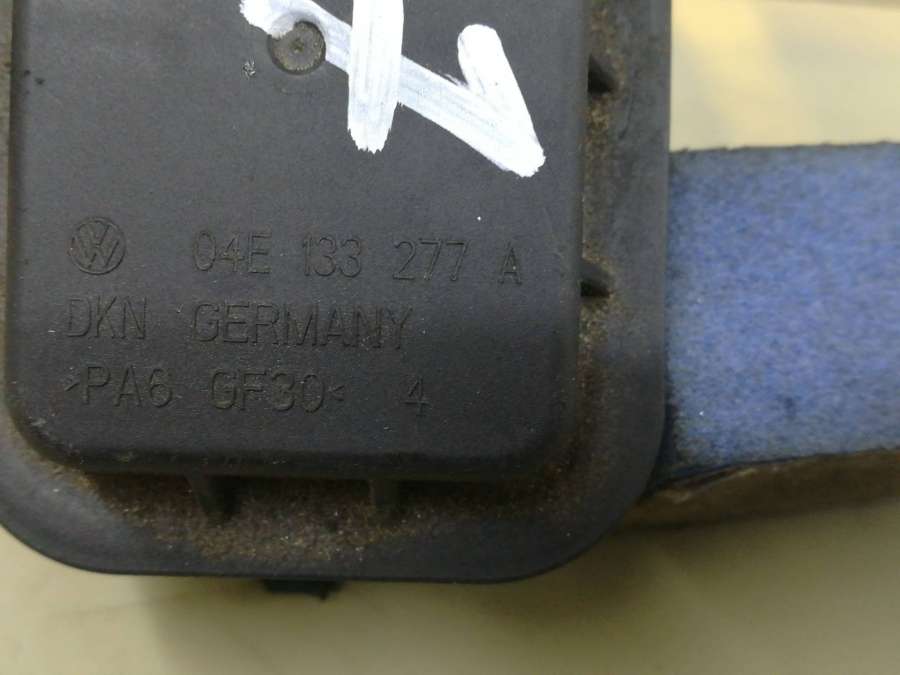 04E 133 277 A
DKN GERMANY
>PA6 GF30< 4